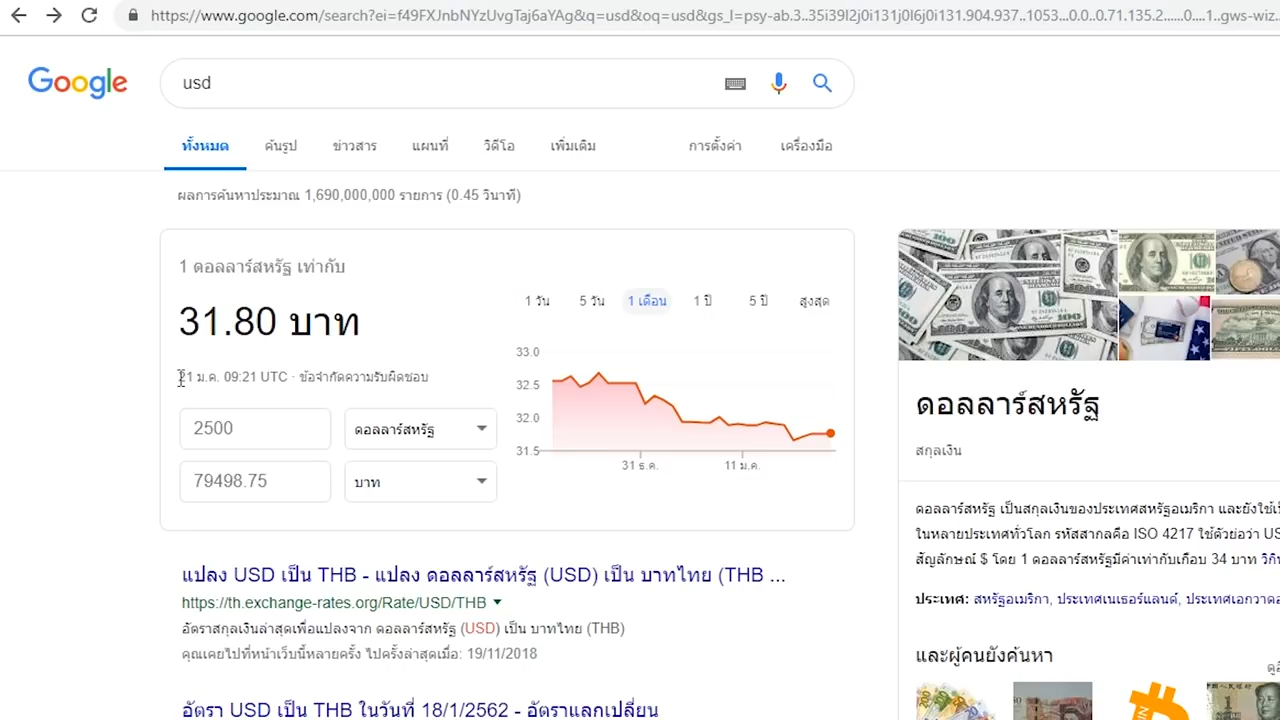 https://www.google.com/search?ei=f49FXJnbNYzUvgTaj6aYAg&q=usd&oq=usd&gs_l=psy-ab.3..35i39l2j0i131j0l6j0i131.904.937..1053...0.0..0.71.135.2......0....1..gws-wiz...
Google
usd
ทั้งหมด ค้นรูป ข่าวสาร แผนที่ วิดีโอ เพิ่มเติม การตั้งค่า เครื่องมือ
ผลการค้นหาประมาณ 1,690,000,000 รายการ (0.45 วินาที)
1 ดอลลาร์สหรัฐ เท่ากับ
31.80 บาท
21 ม.ค. 09:21 UTC · ข้อจำกัดความรับผิดชอบ
2500 ดอลลาร์สหรัฐ
79498.75 บาท
1 วัน 5 วัน 1 เดือน 1 ปี 5 ปี สูงสุด
33.0
32.5
32.0
31.5
31 ธ.ค. 11 ม.ค.
แปลง USD เป็น THB - แปลง ดอลลาร์สหรัฐ (USD) เป็น บาทไทย (THB ...
https://th.exchange-rates.org/Rate/USD/THB
อัตราสกุลเงินล่าสุดเพื่อแปลงจาก ดอลลาร์สหรัฐ (USD) เป็น บาทไทย (THB)
คุณเคยไปที่หน้าเว็บนี้หลายครั้ง ไปครั้งล่าสุดเมื่อ: 19/11/2018
อัตรา USD เป็น THB ในวันที่ 18/1/2562 - อัตราแลกเปลี่ยน
ดอลลาร์สหรัฐ
สกุลเงิน
ดอลลาร์สหรัฐ เป็นสกุลเงินของประเทศสหรัฐอเมริกา และยังใช้เป็
ในหลายประเทศทั่วโลก รหัสสากลคือ ISO 4217 ใช้ตัวย่อว่า US
สัญลักษณ์ $ โดย 1 ดอลลาร์สหรัฐมีค่าเท่ากับเกือบ 34 บาท วิกิ
ประเทศ: สหรัฐอเมริกา, ประเทศเนเธอร์แลนด์, ประเทศเอกวาดอ
และผู้คนยังค้นหา